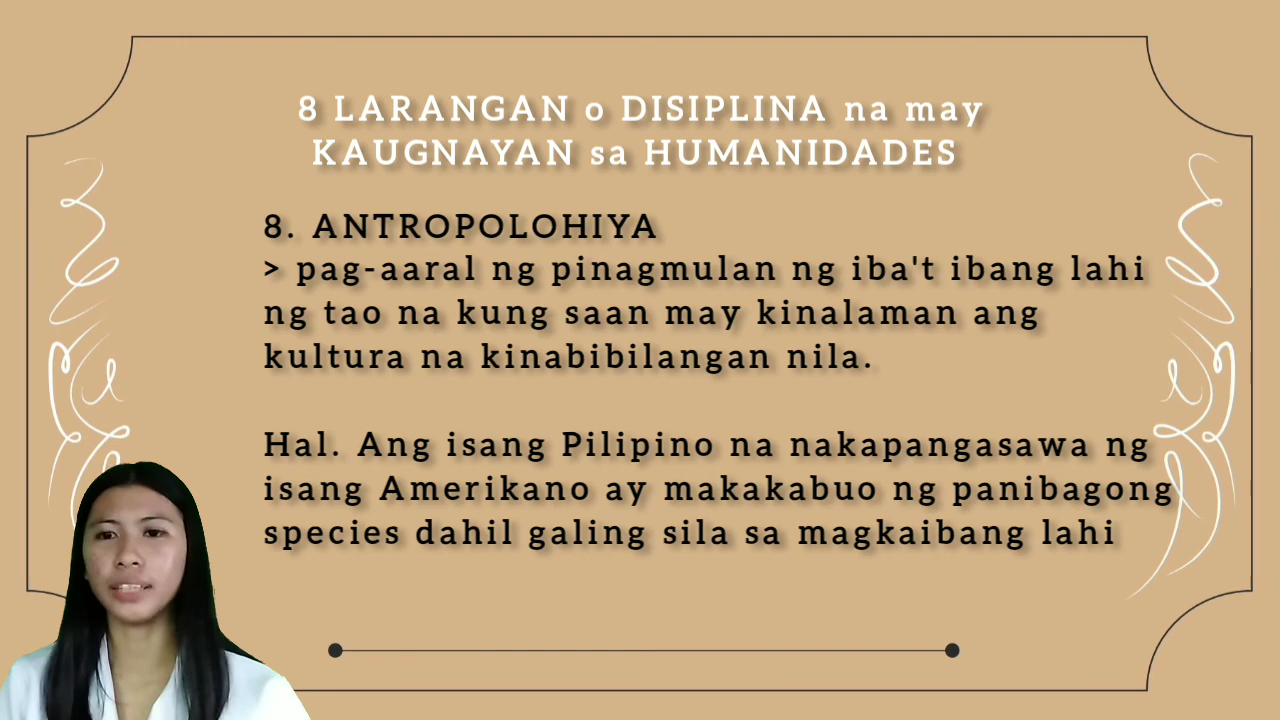 8 LARANGAN o DISIPLINA na may
KAUGNAYAN sa HUMANIDADES
8. ANTROPOLOHIYA
> pag-aaral ng pinagmulan ng iba't ibang lahi
ng tao na kung saan may kinalaman ang
kultura na kinabibilangan nila.
Hal. Ang isang Pilipino na nakapangasawa ng
isang Amerikano ay makakabuo ng panibagong
species dahil galing sila sa magkaibang lahi